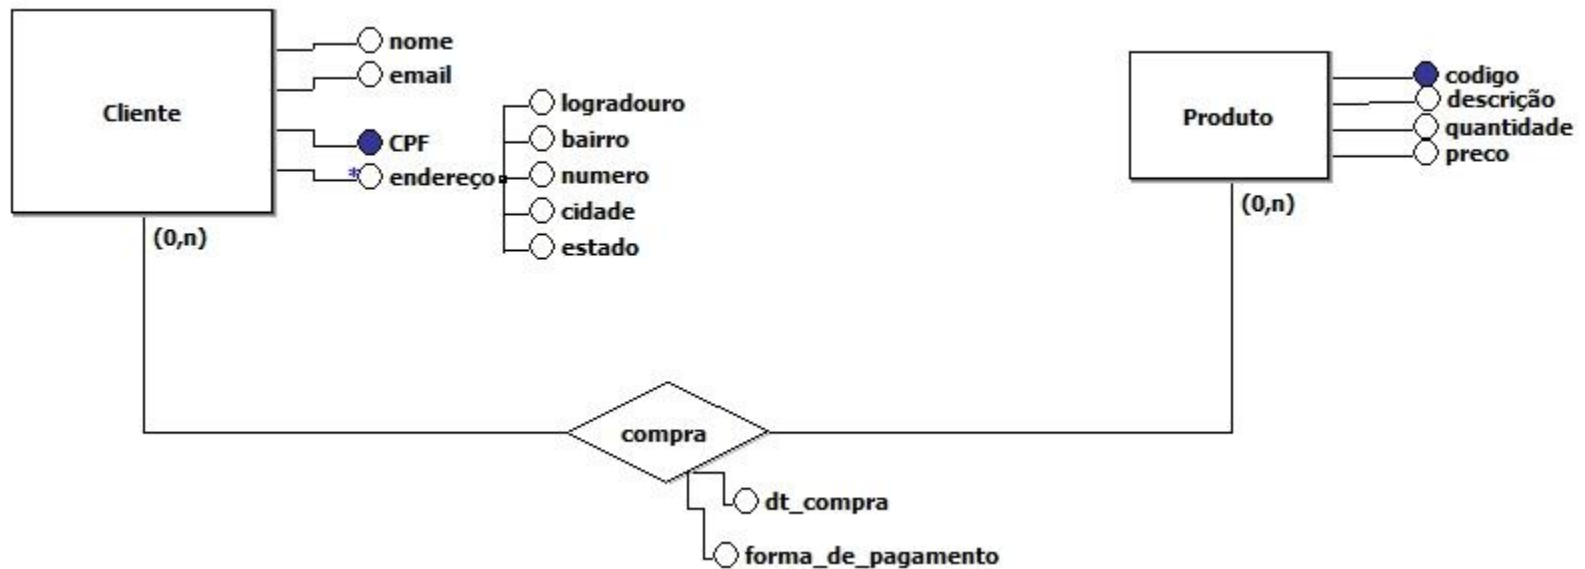 Cliente
nome
email
CPF
*
endereço
logradouro
bairro
numero
cidade
estado
(0,n)
Produto
codigo
descrição
quantidade
preco
(0,n)
compra
dt_compra
forma_de_pagamento